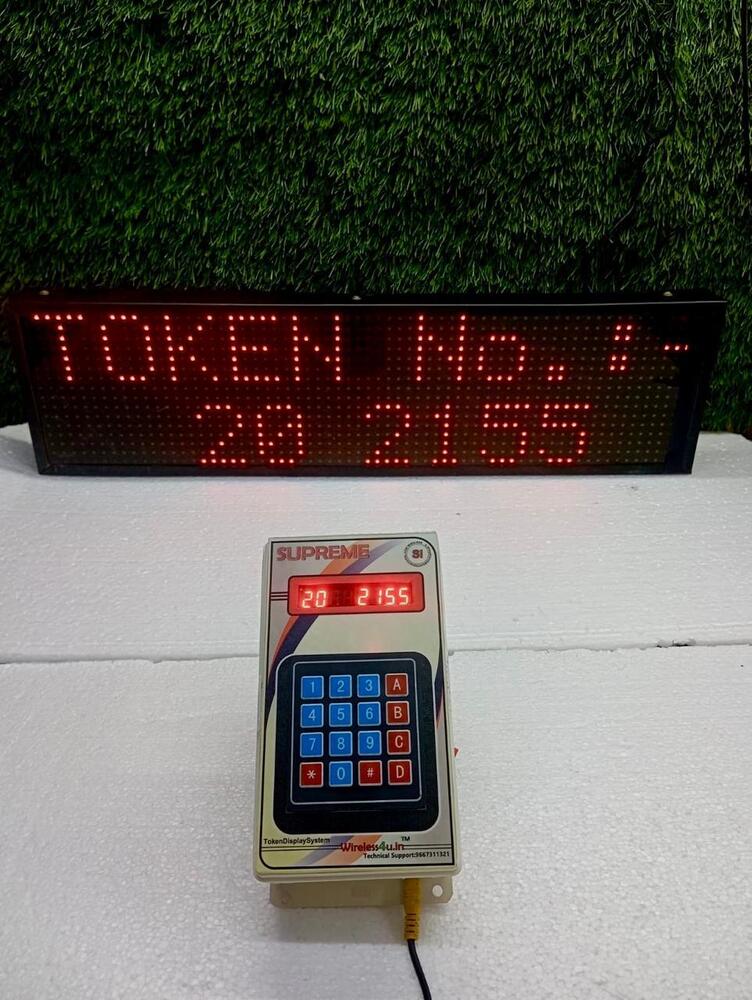 TOKEN No. :-
20 2155
SUPREME
SI
20 2155
1 2 3 A
4 5 6 B
7 8 9 C
* 0 # D
TokenDisplaySystem
Wireless4u.in™
Technical Support:9667311321